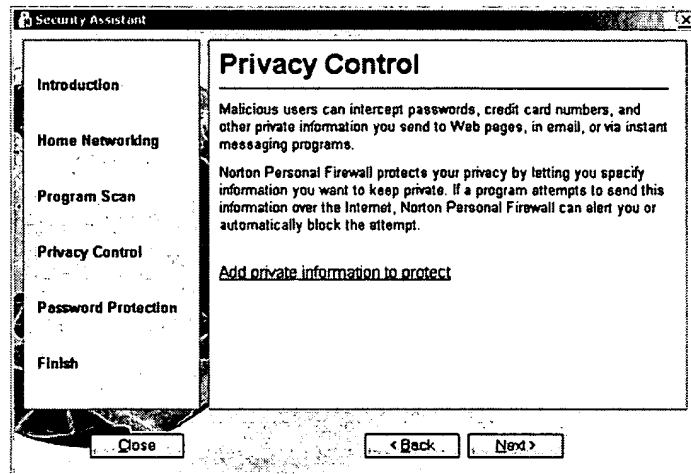 Security Assistant
Introduction
Home Networking
Program Scan
Privacy Control
Password Protection
Finish
Privacy Control
Malicious users can intercept passwords, credit card numbers, and
other private information you send to Web pages, in email, or via instant
messaging programs.
Norton Personal Firewall protects your privacy by letting you specify
information you want to keep private. If a program attempts to send this
information over the Internet, Norton Personal Firewall can alert you or
automatically block the attempt.
Add private information to protect
Close
< Back
Next >